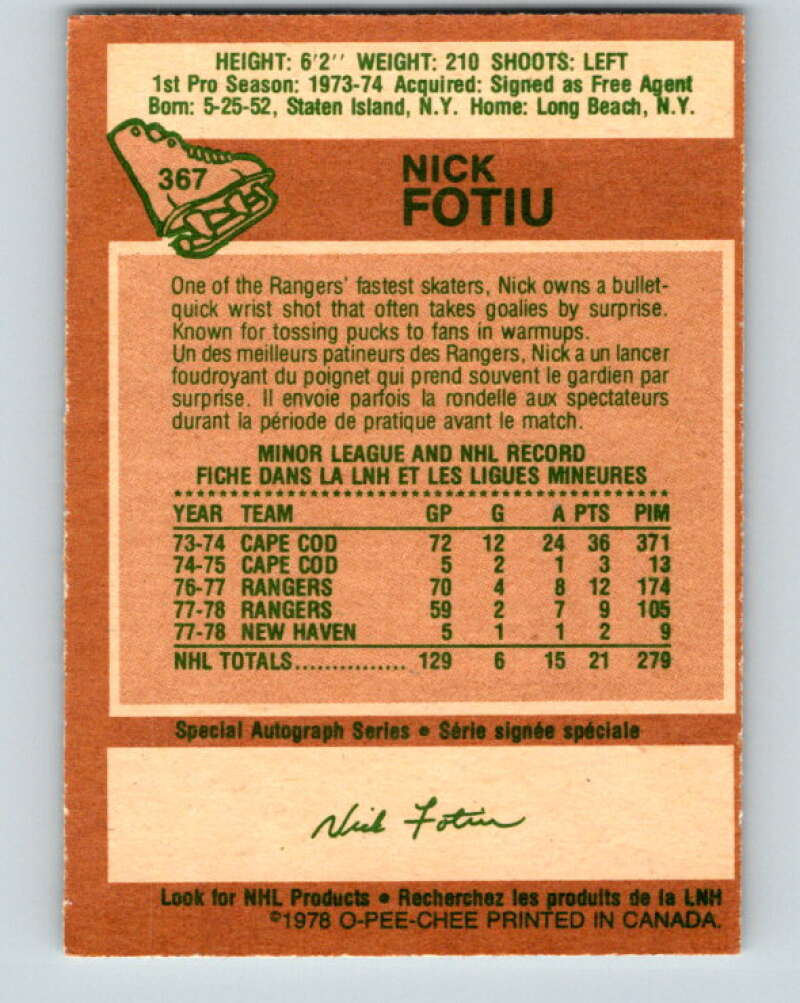 HEIGHT: 6'2'' WEIGHT: 210 SHOOTS: LEFT
1st Pro Season: 1973-74 Acquired: Signed as Free Agent
Born: 5-25-52, Staten Island, N.Y. Home: Long Beach, N.Y.
367
NICK
FOTIU
One of the Rangers' fastest skaters, Nick owns a bullet-
quick wrist shot that often takes goalies by surprise.
Known for tossing pucks to fans in warmups.
Un des meilleurs patineurs des Rangers, Nick a un lancer
foudroyant du poignet qui prend souvent le gardien par
surprise. Il envoie parfois la rondelle aux spectateurs
durant la période de pratique avant le match.
MINOR LEAGUE AND NHL RECORD
FICHE DANS LA LNH ET LES LIGUES MINEURES
YEAR TEAM GP G A PTS PIM
73-74 CAPE COD 72 12 24 36 371
74-75 CAPE COD 5 2 1 3 13
76-77 RANGERS 70 4 8 12 174
77-78 RANGERS 59 2 7 9 105
77-78 NEW HAVEN 5 1 1 2 9
NHL TOTALS............... 129 6 15 21 279
Special Autograph Series • Série signée spéciale
Nick Fotiu
Look for NHL Products • Recherchez les produits de la LNH
©1978 O-PEE-CHEE PRINTED IN CANADA.